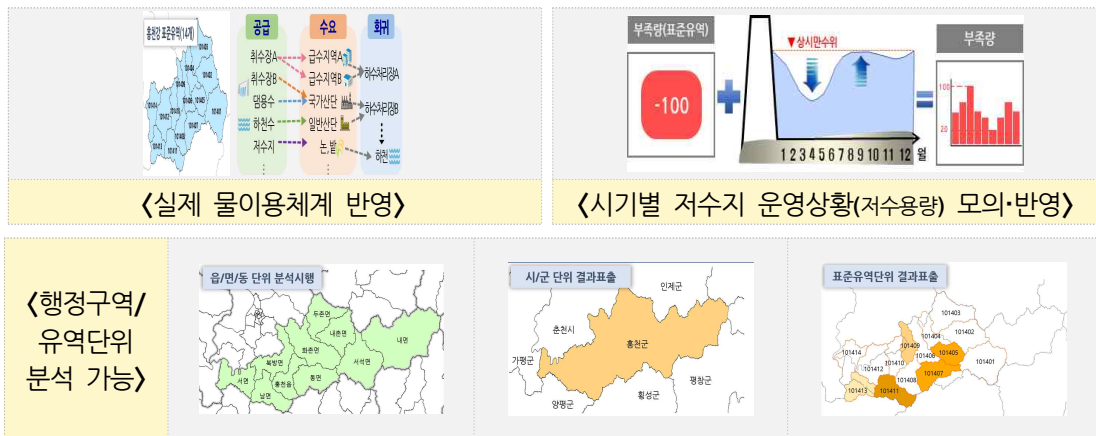 홍천강 표준유역(14개)
공급
수요
회귀
취수장A
취수장B
댐용수
하천수
저수지
급수지역A
급수지역B
국가산단
일반산단
논,밭
하수처리장A
하수처리장B
하천
<실제 물이용체계 반영>
부족량(표준유역)
-100
▼상시만수위
1 2 3 4 5 6 7 8 9 10 11 12 월
부족량
100
20
<시기별 저수지 운영상황(저수용량) 모의·반영>
<행정구역/
유역단위
분석 가능>
읍/면/동 단위 분석시행
두촌면
내촌면
내면
화촌면
서석면
북방면
서면
홍천읍
동면
남면
시/군 단위 결과표출
인제군
춘천시
홍천군
가평군
평창군
횡성군
양평군
표준유역단위 결과표출
101403
101404
101402
101409
101414
101406
101405
101401
101410
101412
101407
101408
101413
101411